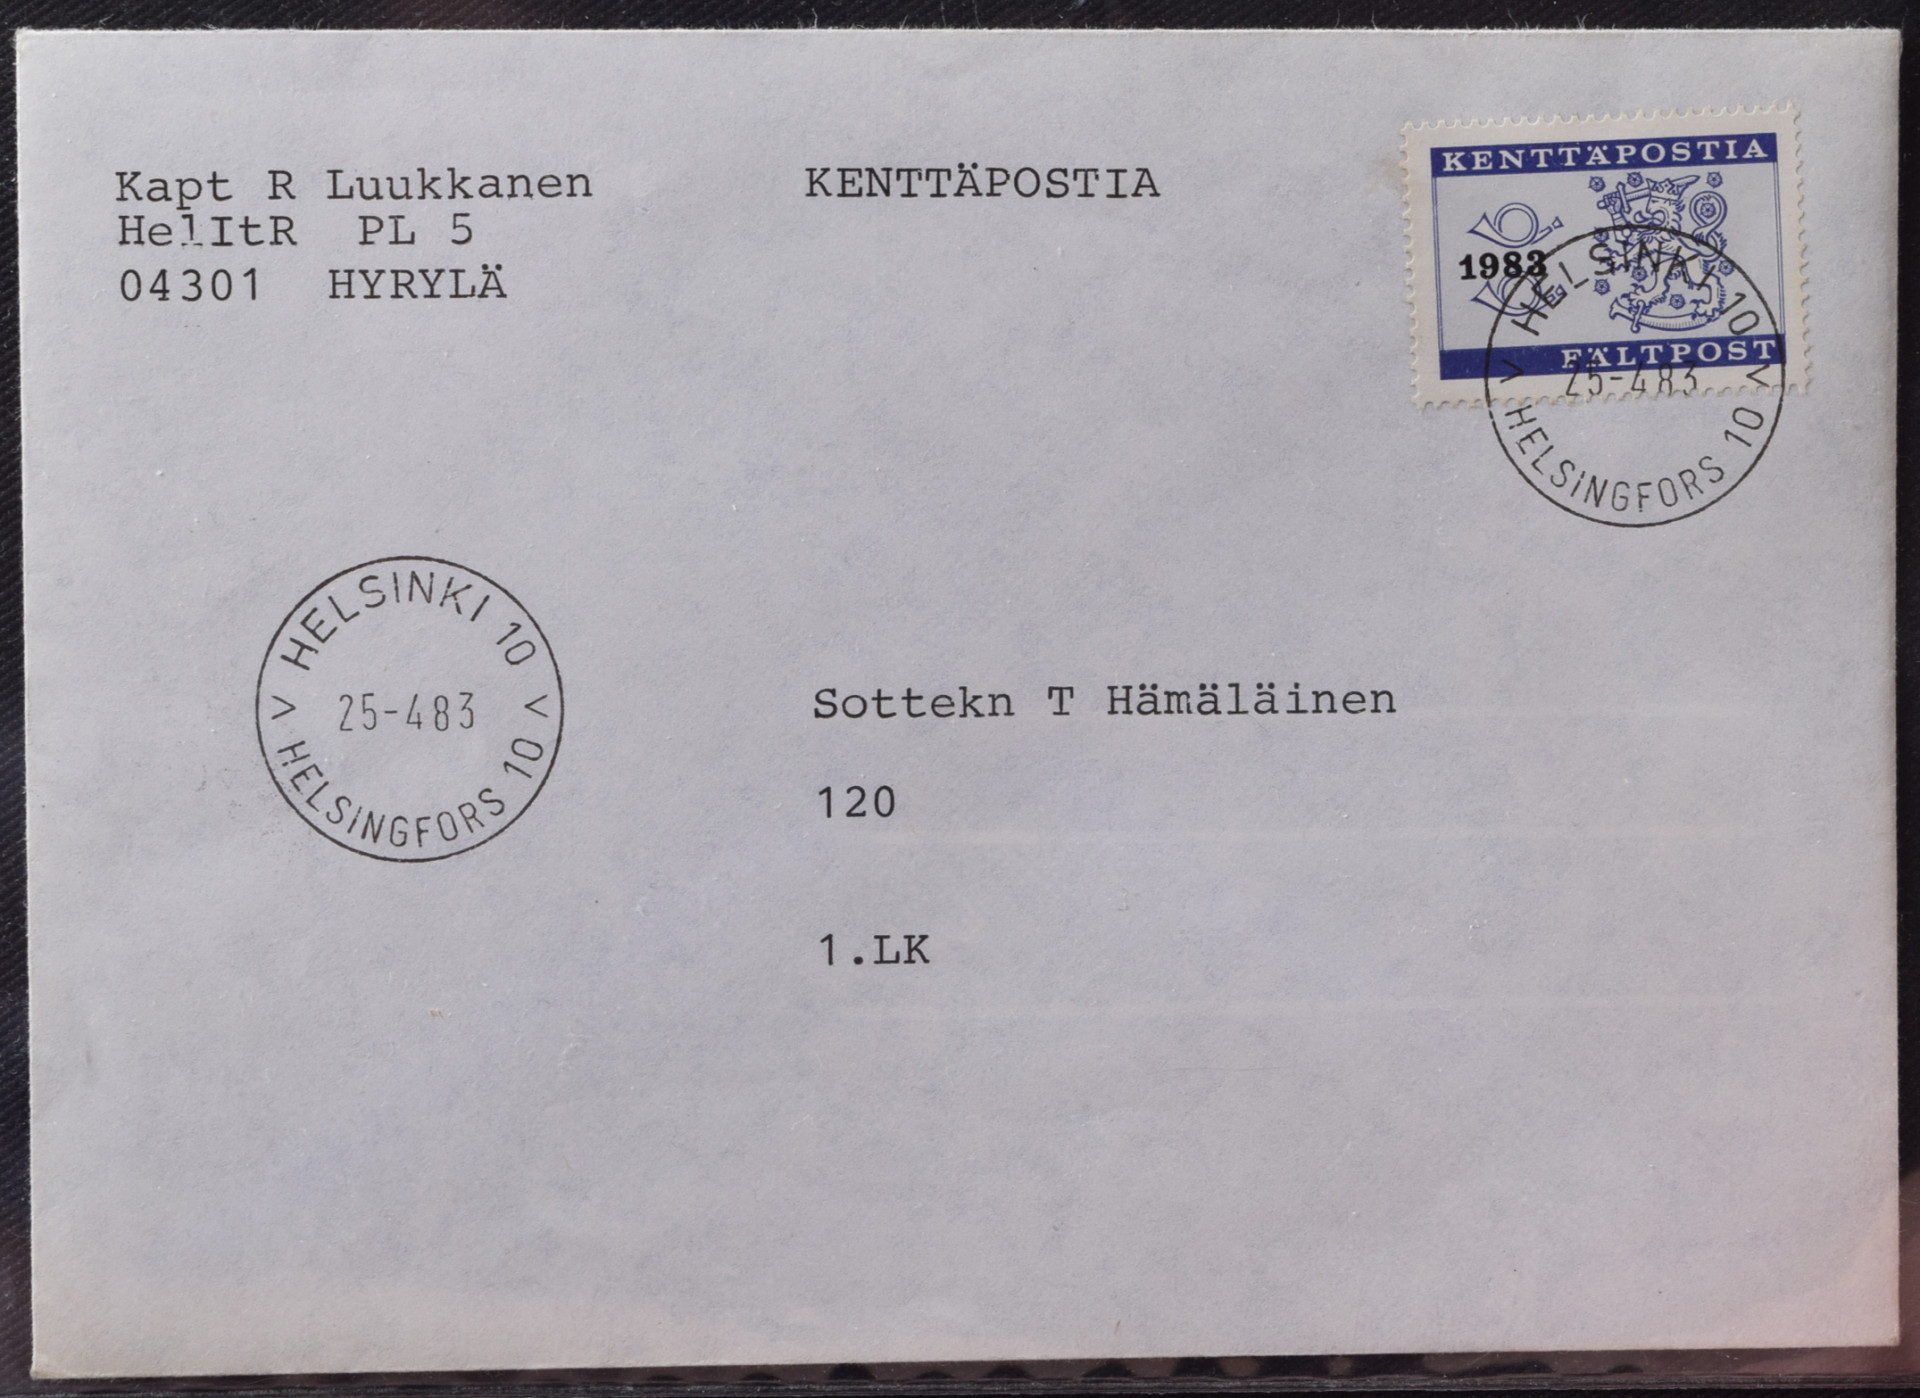 Kapt R Luukkanen
HelItR PL 5
04301 HYRYLÄ
KENTTÄPOSTIA
KENTTÄPOSTIA
1983
FÄLTPOST
HELSINKI 10
25-483
HELSINGFORS 10
HELSINKI 10
25-483
HELSINGFORS 10
Sottekn T Hämäläinen
120
1.LK